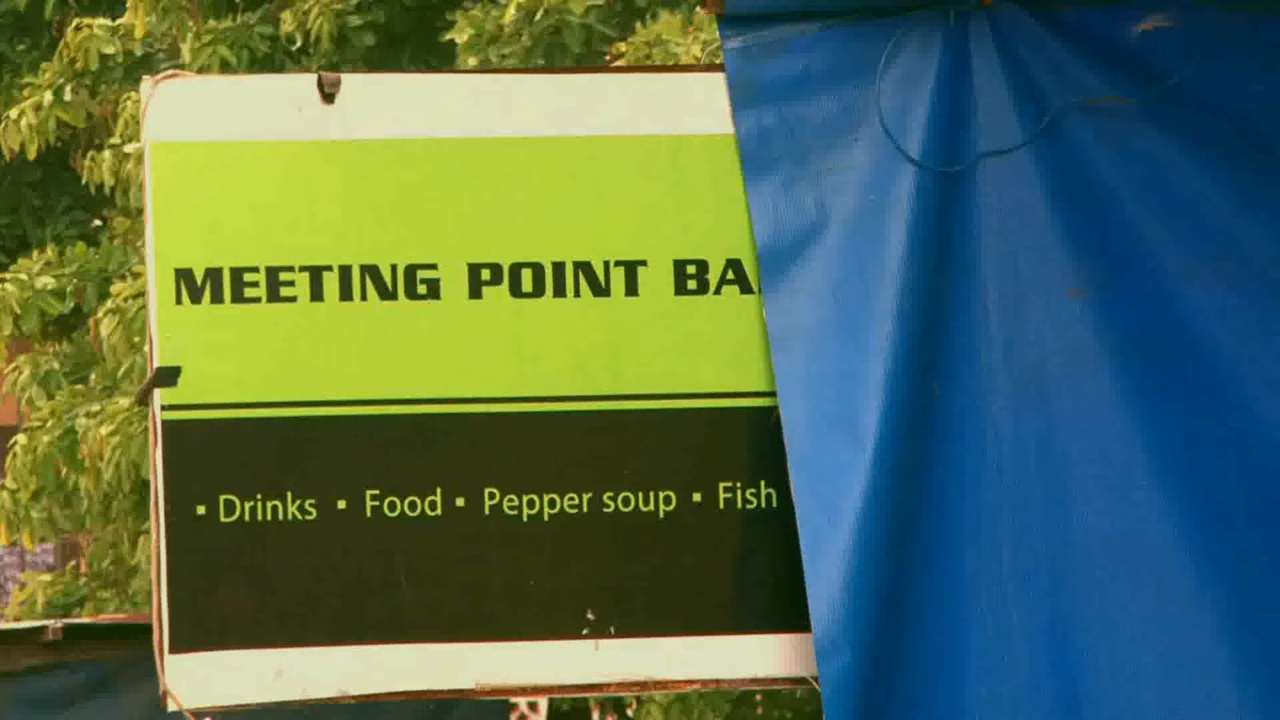 MEETING POINT BA
▪ Drinks ▪ Food ▪ Pepper soup ▪ Fish